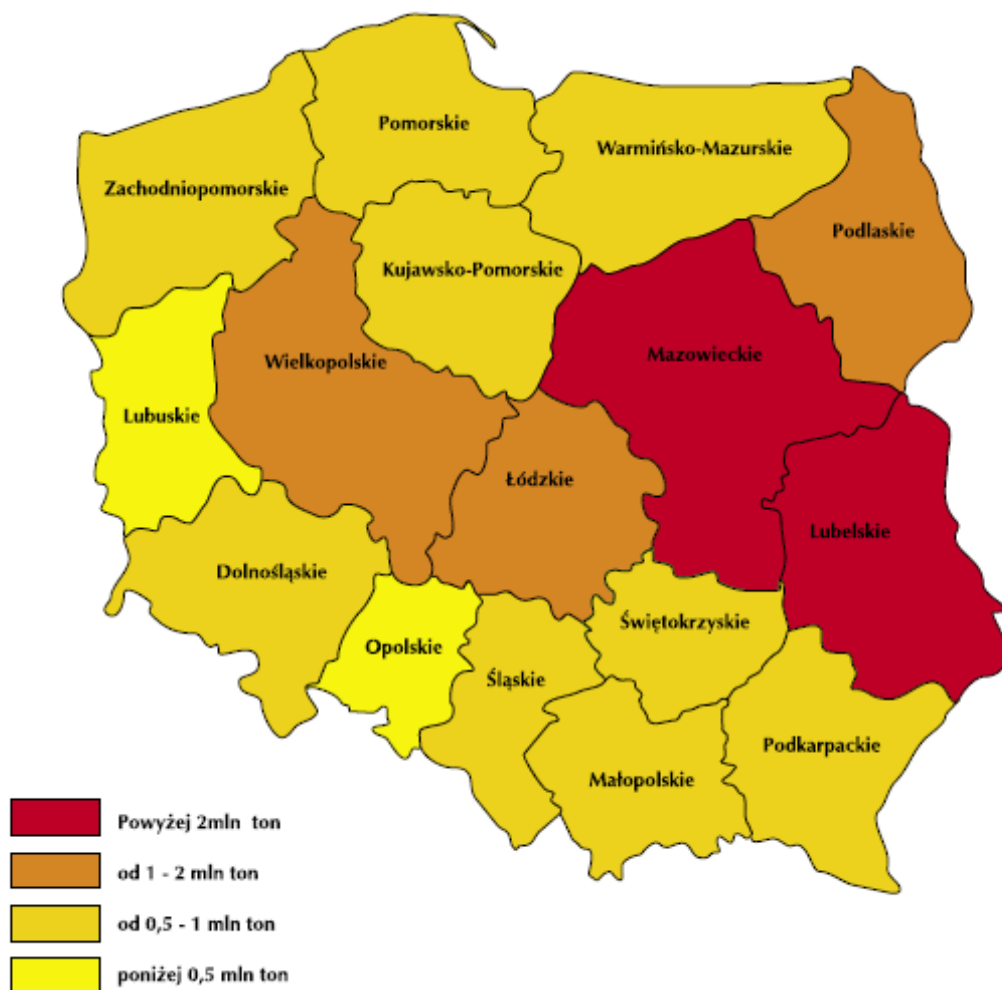 Pomorskie
Warmińsko-Mazurskie
Zachodniopomorskie
Podlaskie
Kujawsko-Pomorskie
Mazowieckie
Wielkopolskie
Lubuskie
Łódzkie
Lubelskie
Dolnośląskie
Świętokrzyskie
Opolskie
Śląskie
Podkarpackie
Małopolskie
Powyżej 2mln ton
od 1 - 2 mln ton
od 0,5 - 1 mln ton
poniżej 0,5 mln ton